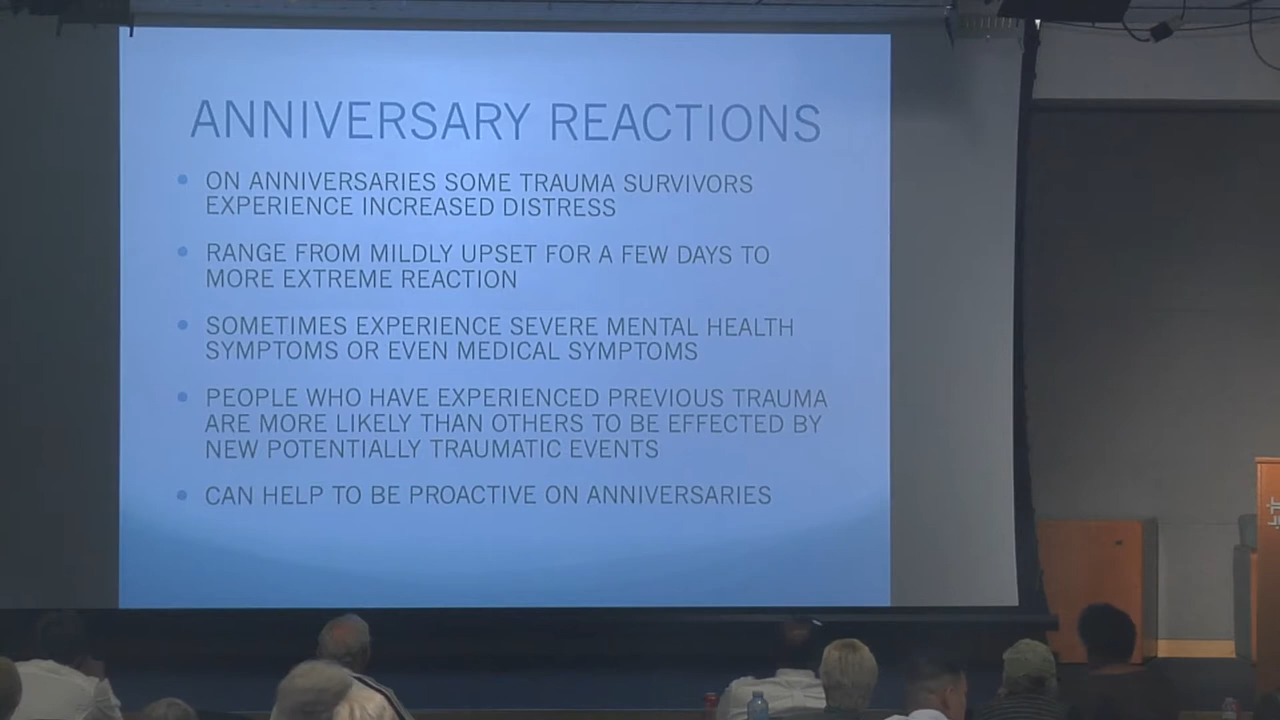 ANNIVERSARY REACTIONS
ON ANNIVERSARIES SOME TRAUMA SURVIVORS
EXPERIENCE INCREASED DISTRESS
RANGE FROM MILDLY UPSET FOR A FEW DAYS TO
MORE EXTREME REACTION
SOMETIMES EXPERIENCE SEVERE MENTAL HEALTH
SYMPTOMS OR EVEN MEDICAL SYMPTOMS
PEOPLE WHO HAVE EXPERIENCED PREVIOUS TRAUMA
ARE MORE LIKELY THAN OTHERS TO BE EFFECTED BY
NEW POTENTIALLY TRAUMATIC EVENTS
CAN HELP TO BE PROACTIVE ON ANNIVERSARIES